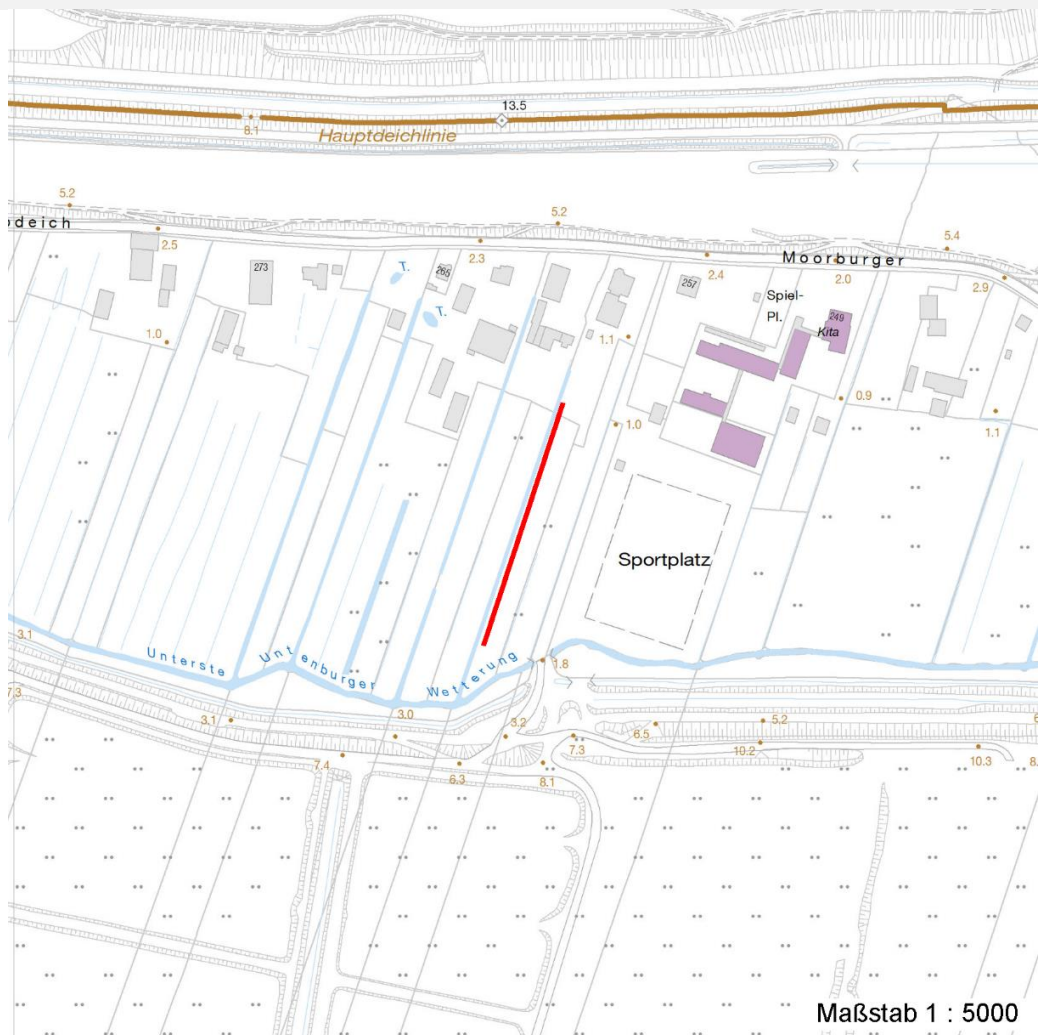 13.5
8.1
Hauptdeichlinie
5.2
5.2
5.4
odeich
2.5
2.3
2.4
Moorburger
2.0
2.9
273
T.
265
257
Spiel-
Pl.
249
Kita
T.
1.0
1.1
0.9
1.0
1.1
Sportplatz
3.1
Unterste
Untenburger
Wetterung
1.8
7.3
3.1
3.0
3.2
7.3
6.5
5.2
7.4
6.3
8.1
10.2
10.3
8.
6
Maßstab 1 : 5000